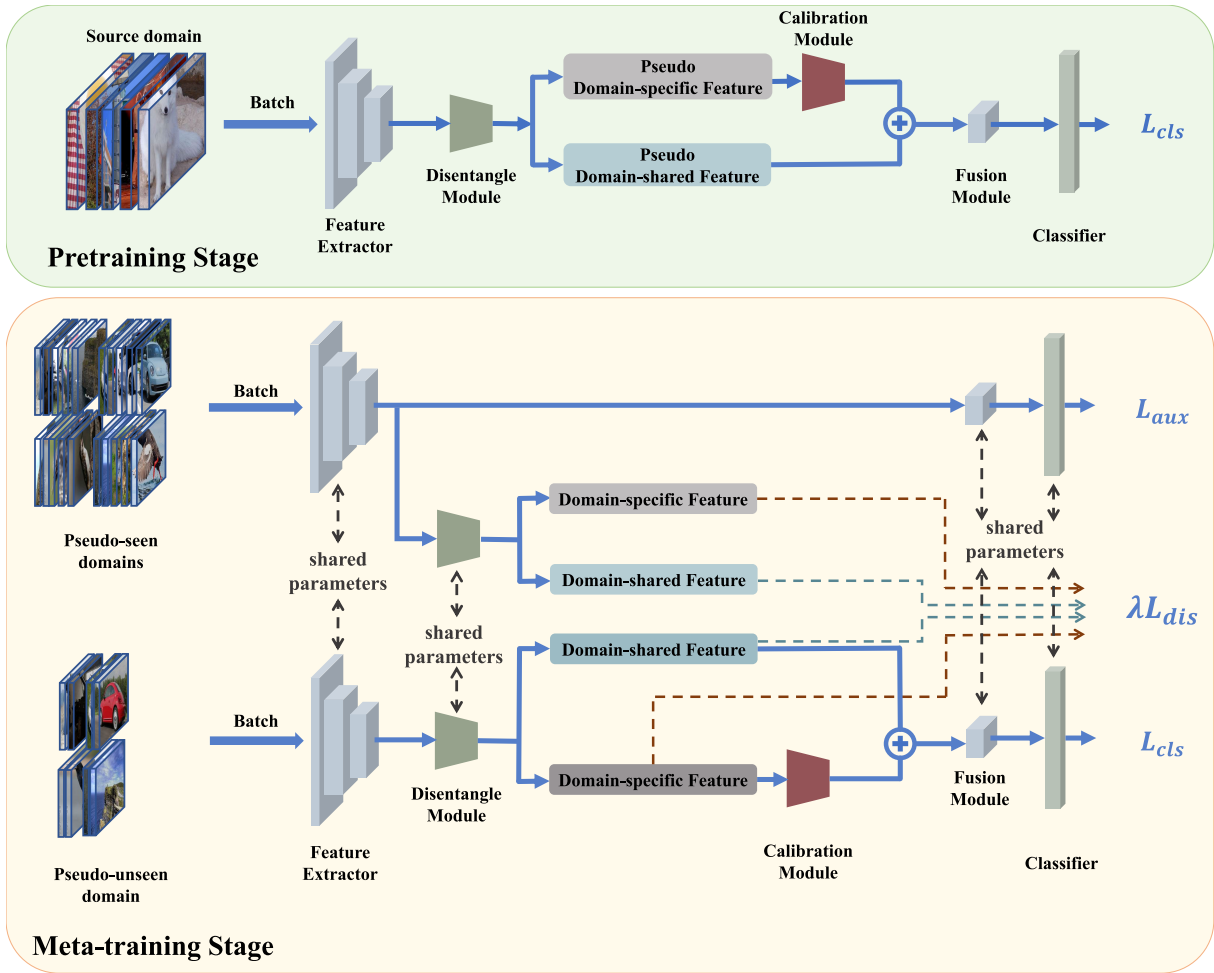 Source domain
Batch
Feature
Extractor
Disentangle
Module
Pseudo
Domain-specific Feature
Pseudo
Domain-shared Feature
Calibration
Module
Fusion
Module
Classifier
L_cls
Pretraining Stage
Pseudo-seen
domains
Batch
L_aux
Domain-specific Feature
Domain-shared Feature
shared
parameters
shared
parameters
shared
parameters
λL_dis
Domain-shared Feature
Domain-specific Feature
Pseudo-unseen
domain
Batch
Feature
Extractor
Disentangle
Module
Calibration
Module
Fusion
Module
Classifier
L_cls
Meta-training Stage